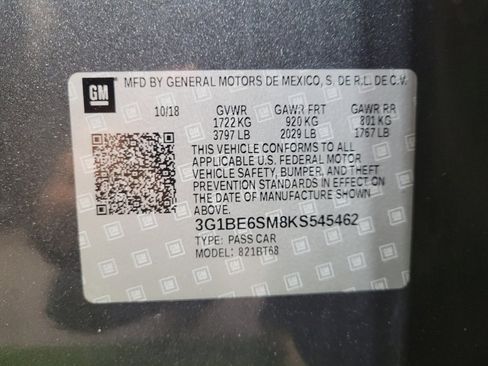 GM
MFD BY GENERAL MOTORS DE MEXICO, S. DE R.L. DE C.V.
10/18 GVWR GAWR FRT GAWR RR
1722 KG 920 KG 801 KG
3797 LB 2029 LB 1767 LB
THIS VEHICLE CONFORMS TO ALL
APPLICABLE U.S. FEDERAL MOTOR
VEHICLE SAFETY, BUMPER, AND THEFT
PREVENTION STANDARDS IN EFFECT ON THE
DATE OF MANUFACTURE SHOWN
ABOVE.
3G1BE6SM8KS545462
TYPE: PASS CAR
MODEL: 821BT68